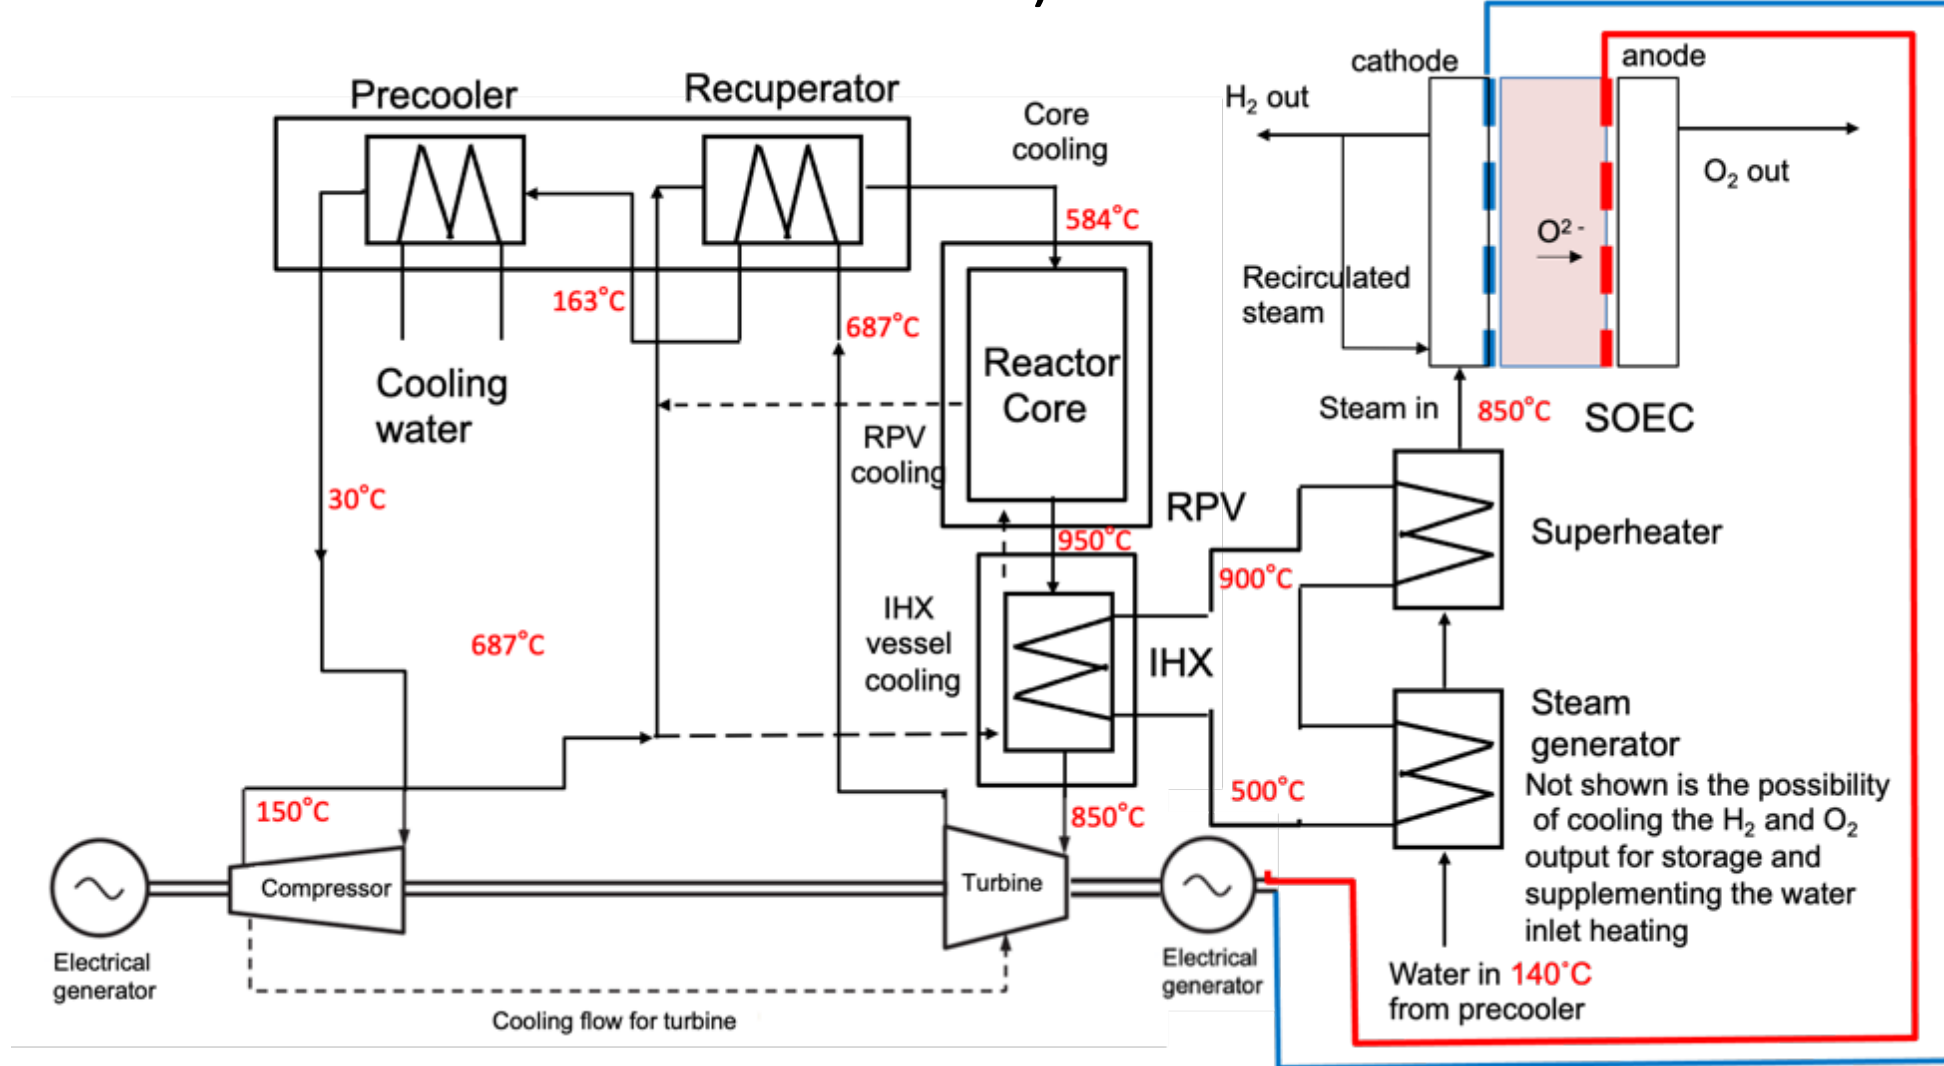 Precooler
Recuperator
Core
cooling
584°C
163°C
687°C
Cooling
water
Reactor
Core
RPV
cooling
RPV
30°C
950°C
687°C
IHX
vessel
cooling
IHX
900°C
500°C
150°C
850°C
Compressor
Turbine
Electrical
generator
Electrical
generator
Cooling flow for turbine
cathode
anode
H₂ out
O₂ out
O²⁻
Recirculated
steam
Steam in
850°C
SOEC
Superheater
Steam
generator
Not shown is the possibility
of cooling the H₂ and O₂
output for storage and
supplementing the water
inlet heating
Water in 140°C
from precooler